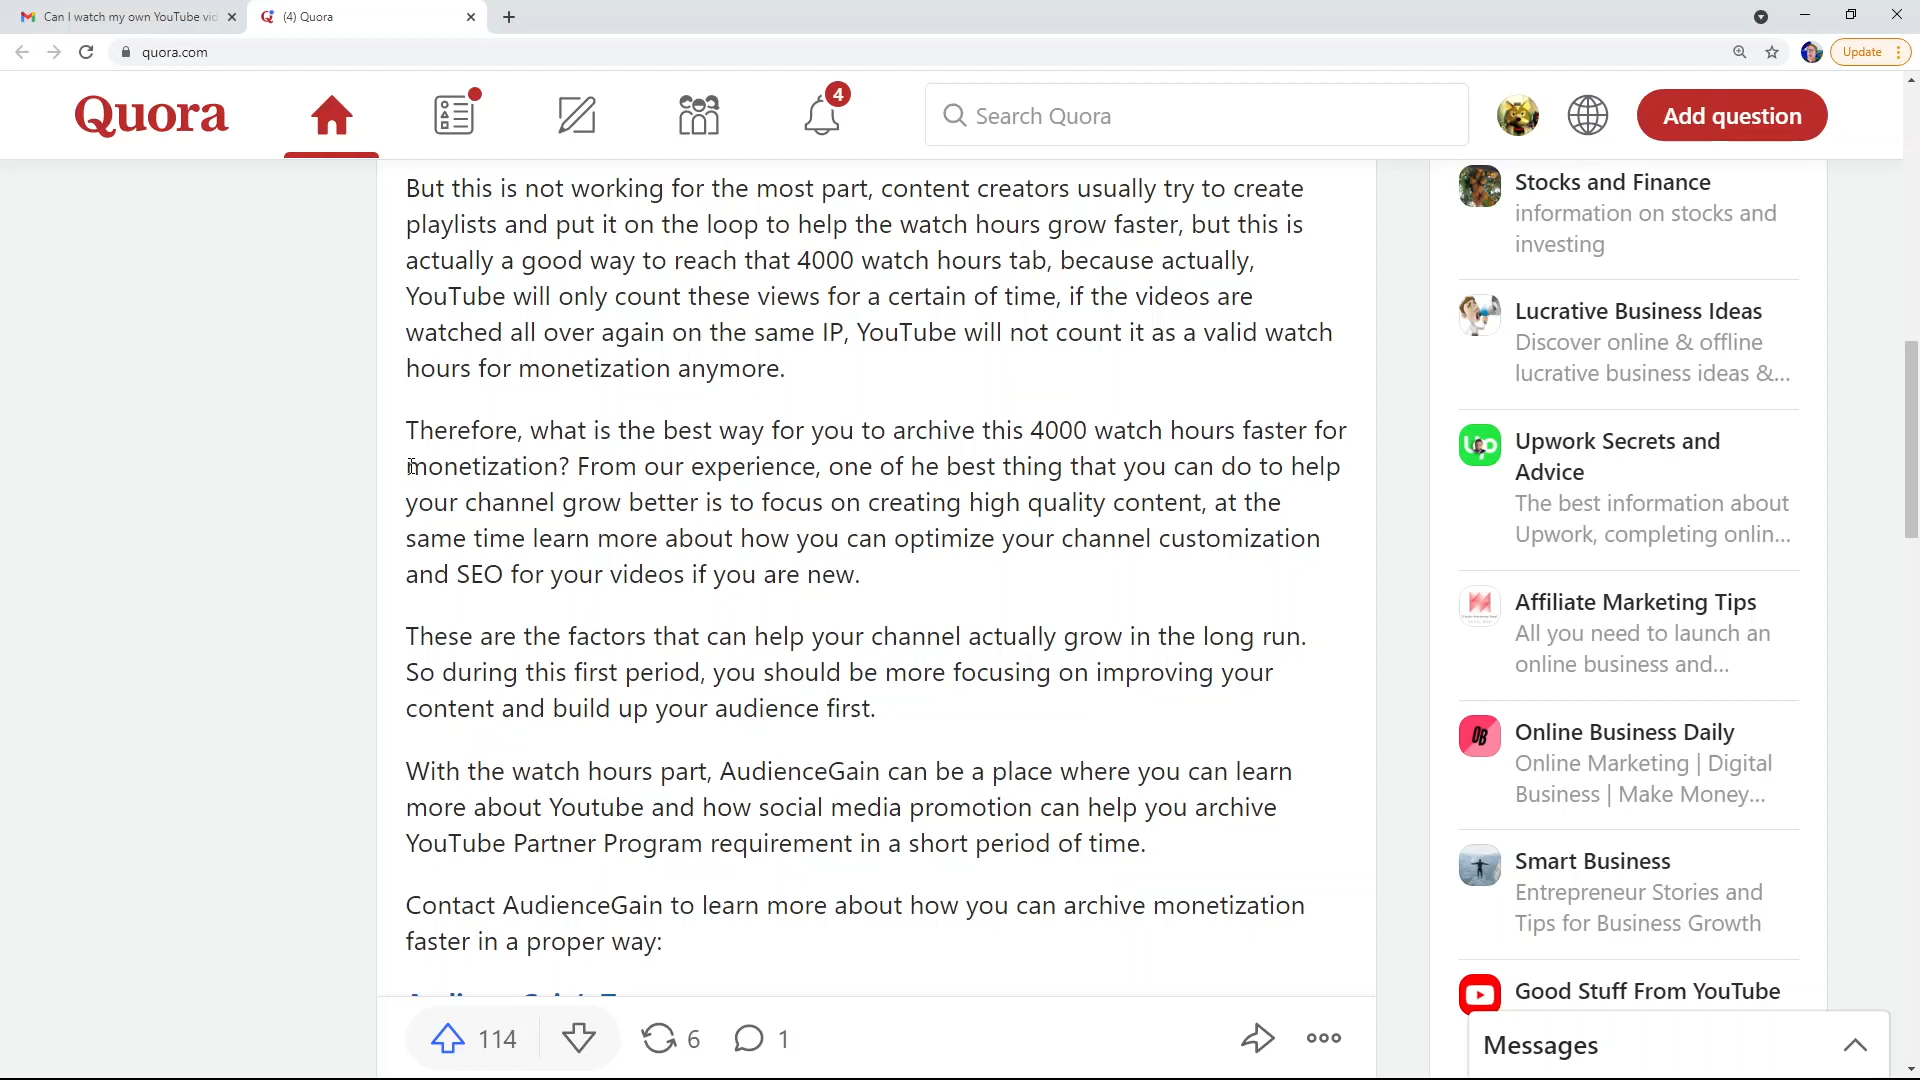 Can I watch my own YouTube vid
(4) Quora
quora.com
Update
Quora
4
Search Quora
Add question
But this is not working for the most part, content creators usually try to create
playlists and put it on the loop to help the watch hours grow faster, but this is
actually a good way to reach that 4000 watch hours tab, because actually,
YouTube will only count these views for a certain of time, if the videos are
watched all over again on the same IP, YouTube will not count it as a valid watch
hours for monetization anymore.
Therefore, what is the best way for you to archive this 4000 watch hours faster for
monetization? From our experience, one of he best thing that you can do to help
your channel grow better is to focus on creating high quality content, at the
same time learn more about how you can optimize your channel customization
and SEO for your videos if you are new.
These are the factors that can help your channel actually grow in the long run.
So during this first period, you should be more focusing on improving your
content and build up your audience first.
With the watch hours part, AudienceGain can be a place where you can learn
more about Youtube and how social media promotion can help you archive
YouTube Partner Program requirement in a short period of time.
Contact AudienceGain to learn more about how you can archive monetization
faster in a proper way:
114
6
1
Stocks and Finance
information on stocks and
investing
Lucrative Business Ideas
Discover online & offline
lucrative business ideas &...
Up
Upwork Secrets and
Advice
The best information about
Upwork, completing onlin...
Affiliate Marketing Tips
All you need to launch an
online business and...
OB
Online Business Daily
Online Marketing | Digital
Business | Make Money...
Smart Business
Entrepreneur Stories and
Tips for Business Growth
Good Stuff From YouTube
Messages